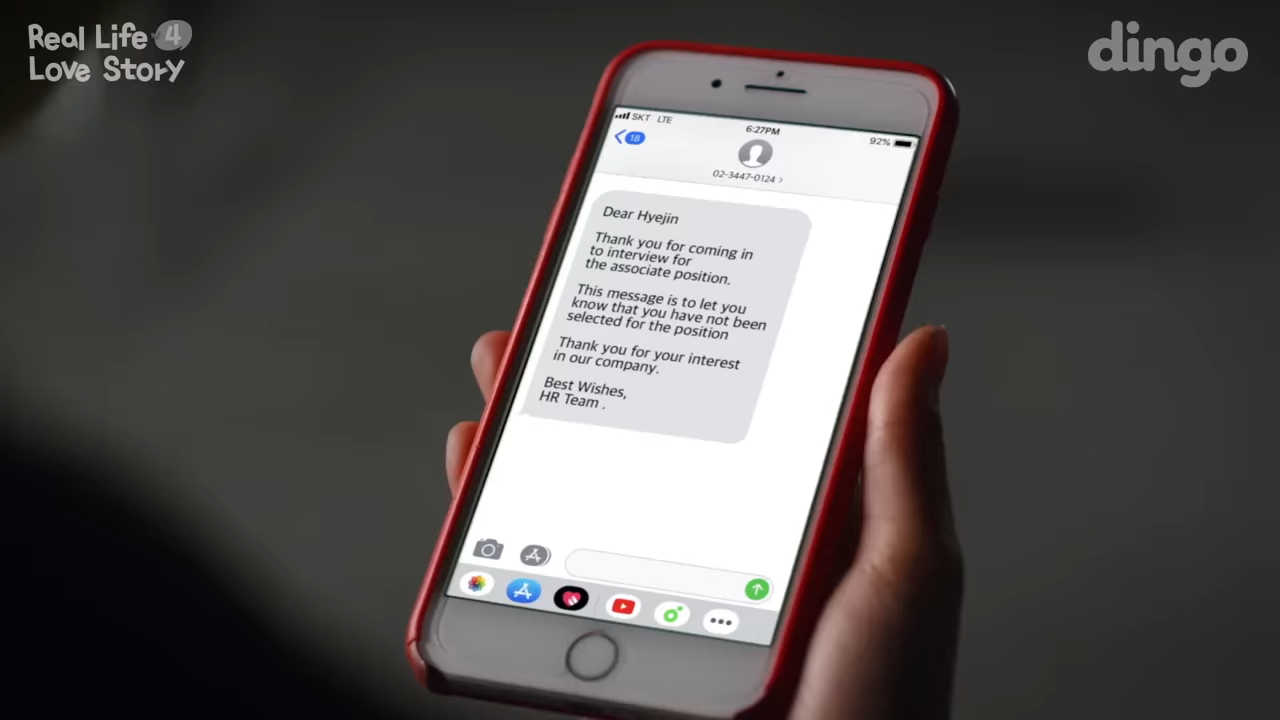 Real Life 4
Love Story
dingo
SKT LTE
6:27PM
92%
18
02-3447-0124 >
Dear Hyejin
Thank you for coming in
to interview for
the associate position.
This message is to let you
know that you have not been
selected for the position
Thank you for your interest
in our company.
Best Wishes,
HR Team .